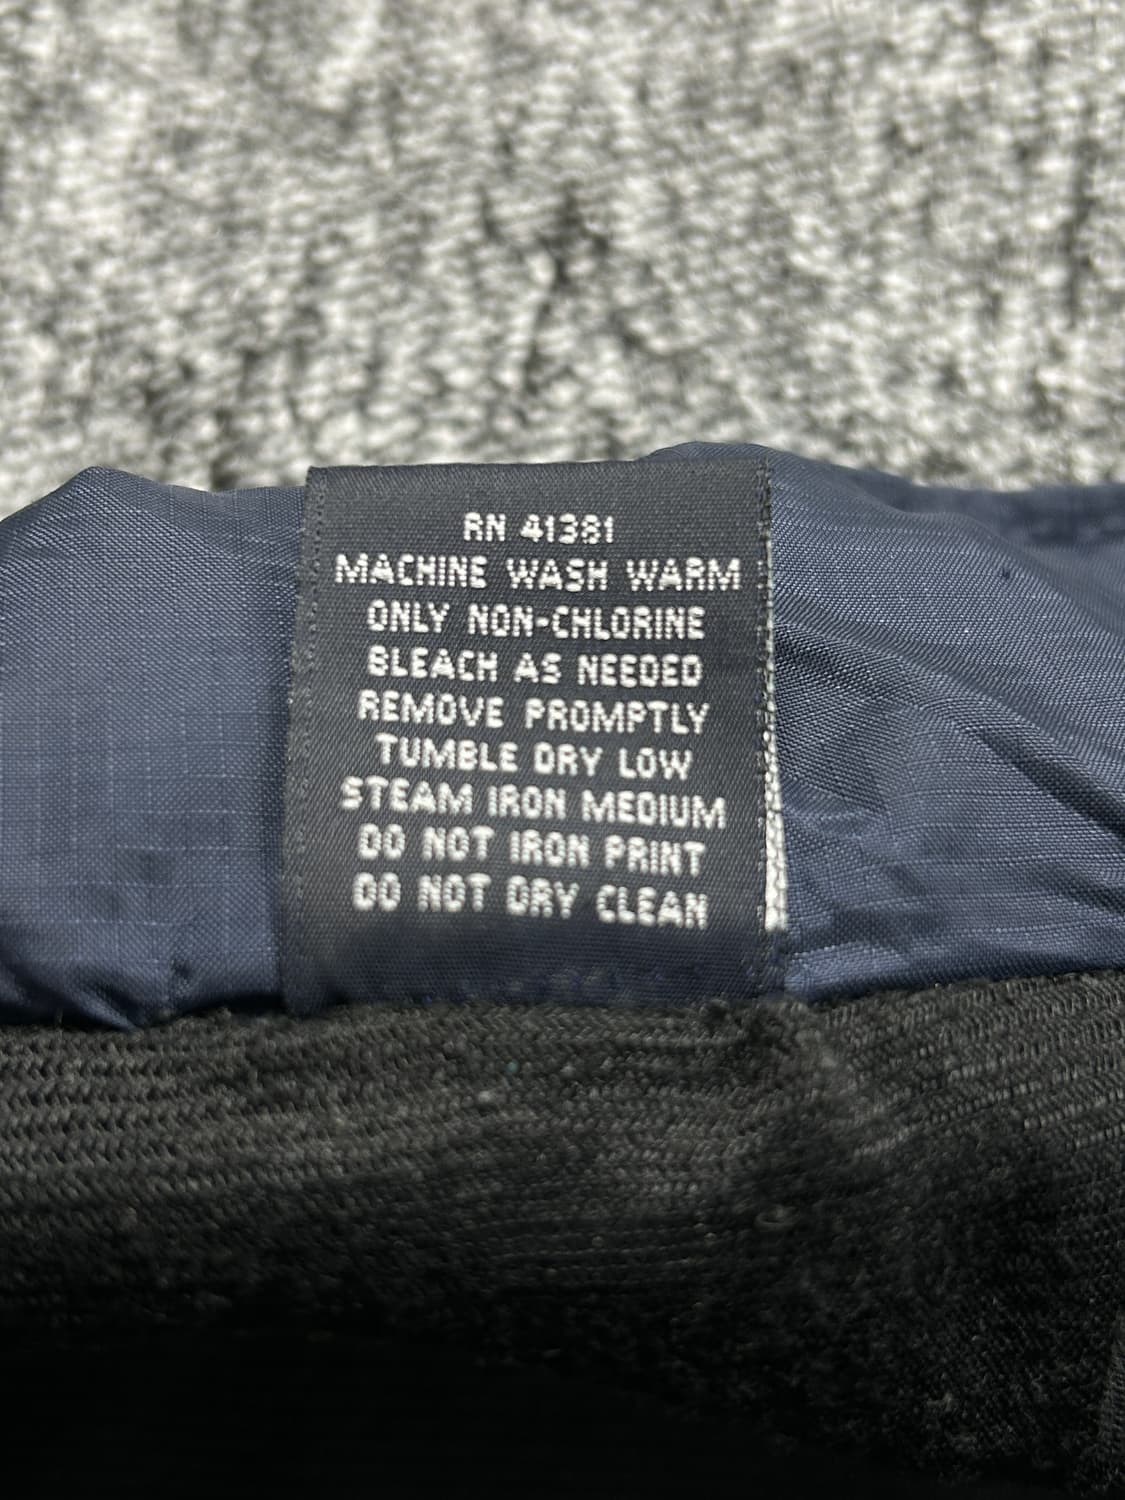 RN 41381
MACHINE WASH WARM
ONLY NON-CHLORINE
BLEACH AS NEEDED
REMOVE PROMPTLY
TUMBLE DRY LOW
STEAM IRON MEDIUM
DO NOT IRON PRINT
DO NOT DRY CLEAN